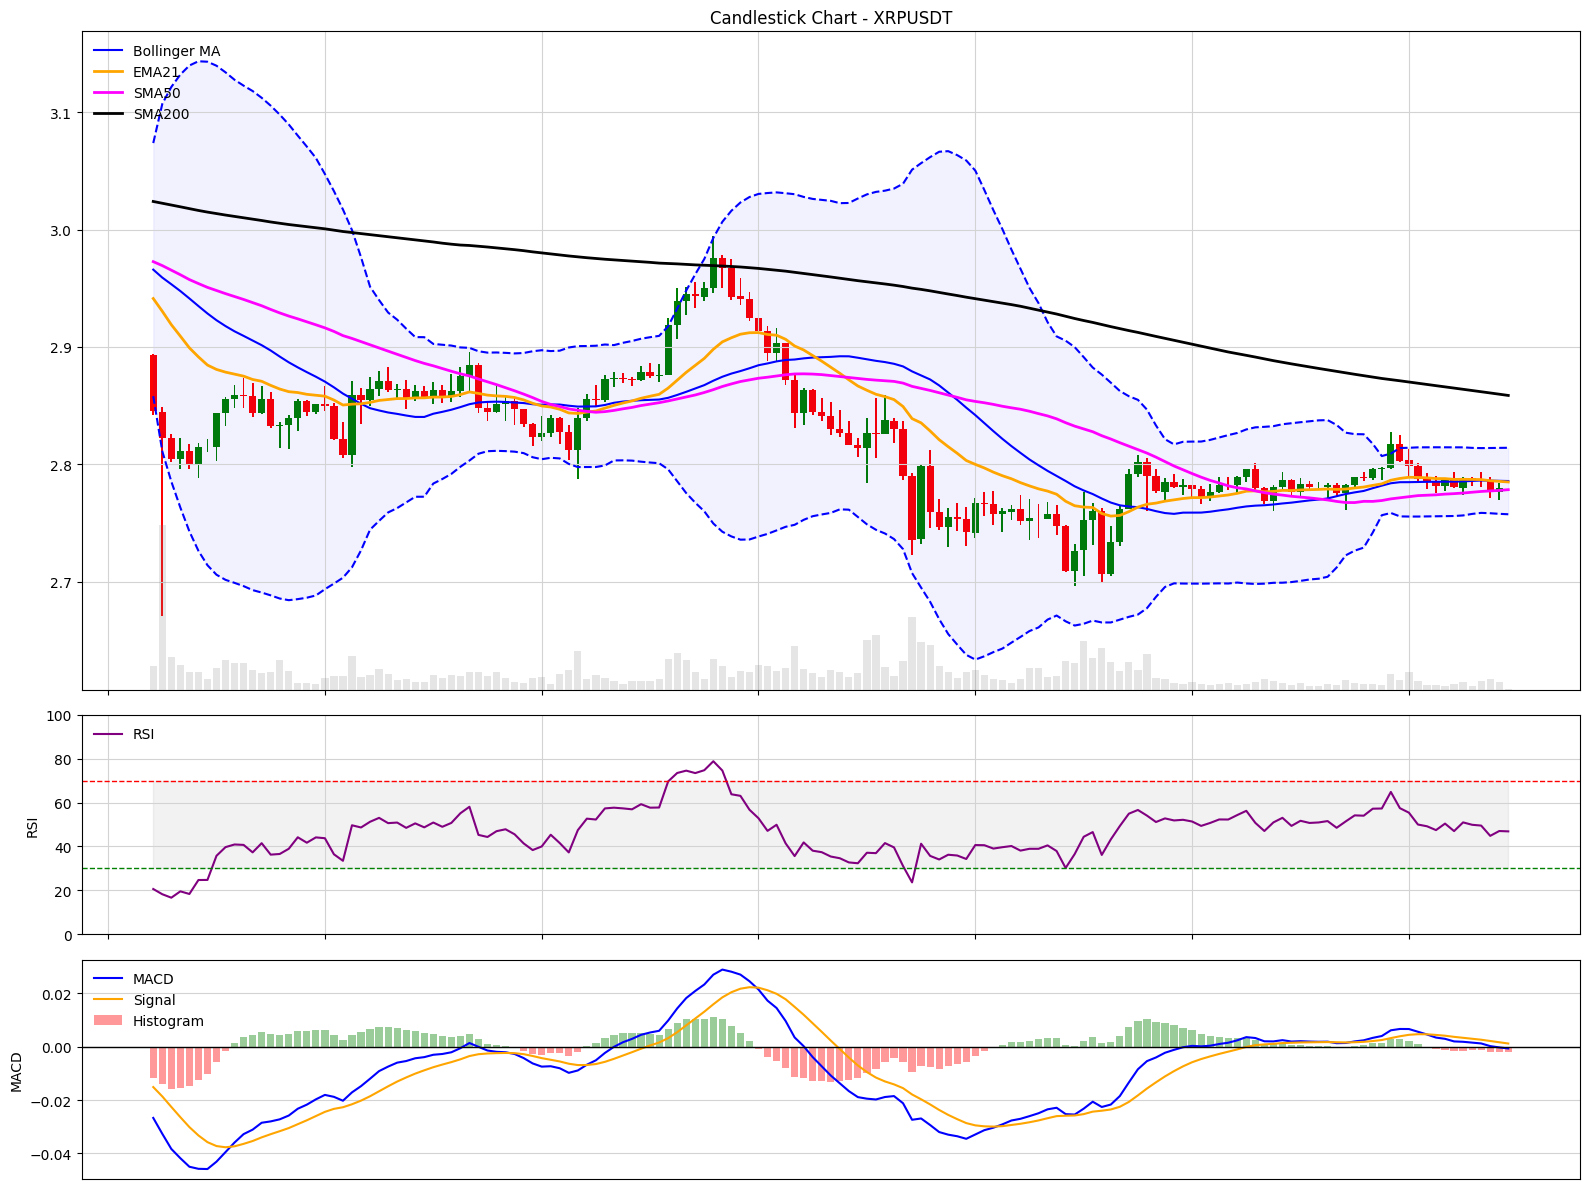 Candlestick Chart - XRPUSDT
Bollinger MA
EMA21
SMA50
SMA200
3.1
3.0
2.9
2.8
2.7
RSI
RSI
100
80
60
40
20
0
MACD
Signal
Histogram
MACD
0.02
0.00
−0.02
−0.04